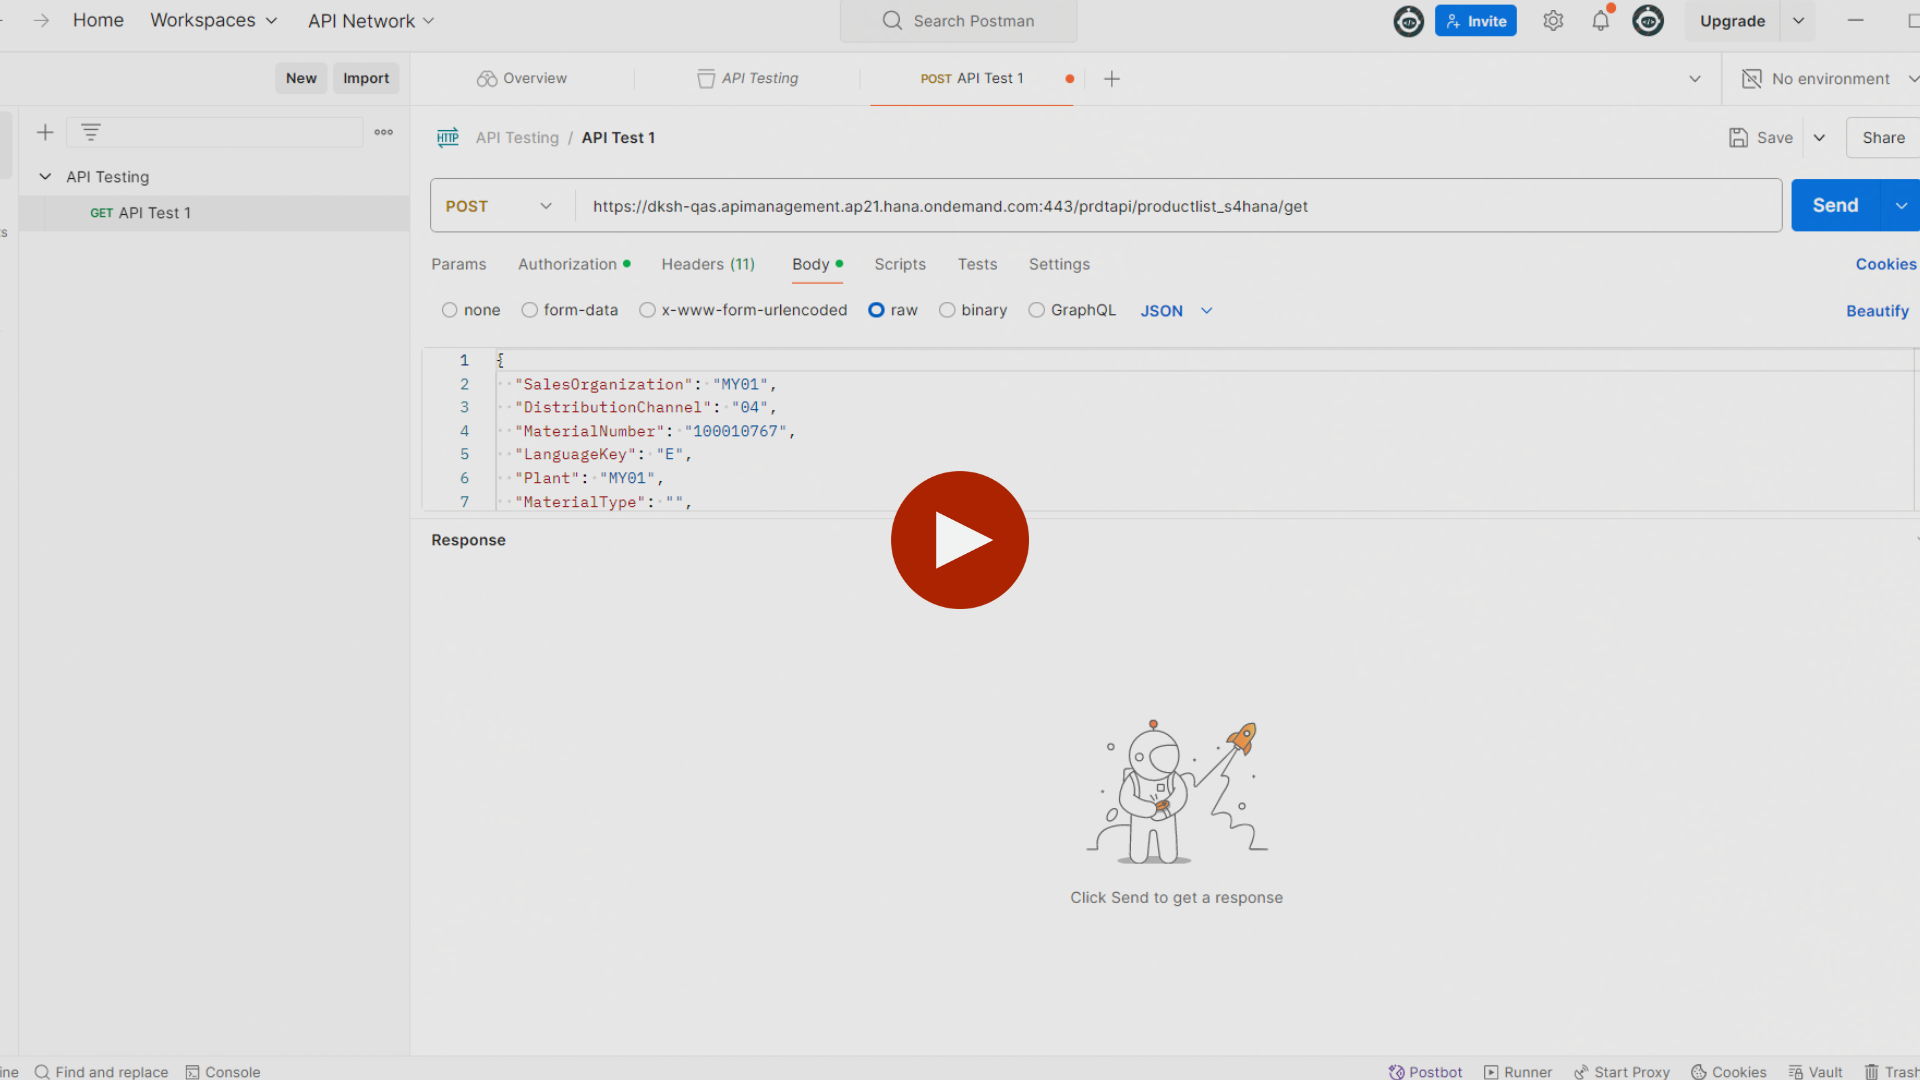 Home Workspaces API Network Search Postman Invite Upgrade
New Import Overview API Testing POST API Test 1 No environment
HTTP API Testing / API Test 1 Save Share
API Testing
GET API Test 1
POST https://dksh-qas.apimanagement.ap21.hana.ondemand.com:443/prdtapi/productlist_s4hana/get Send
Params Authorization Headers (11) Body Scripts Tests Settings Cookies
none form-data x-www-form-urlencoded raw binary GraphQL JSON Beautify
1 {
2 "SalesOrganization": "MY01",
3 "DistributionChannel": "04",
4 "MaterialNumber": "100010767",
5 "LanguageKey": "E",
6 "Plant": "MY01",
7 "MaterialType": "",
Response
Click Send to get a response
ine Find and replace Console Postbot Runner Start Proxy Cookies Vault Trash